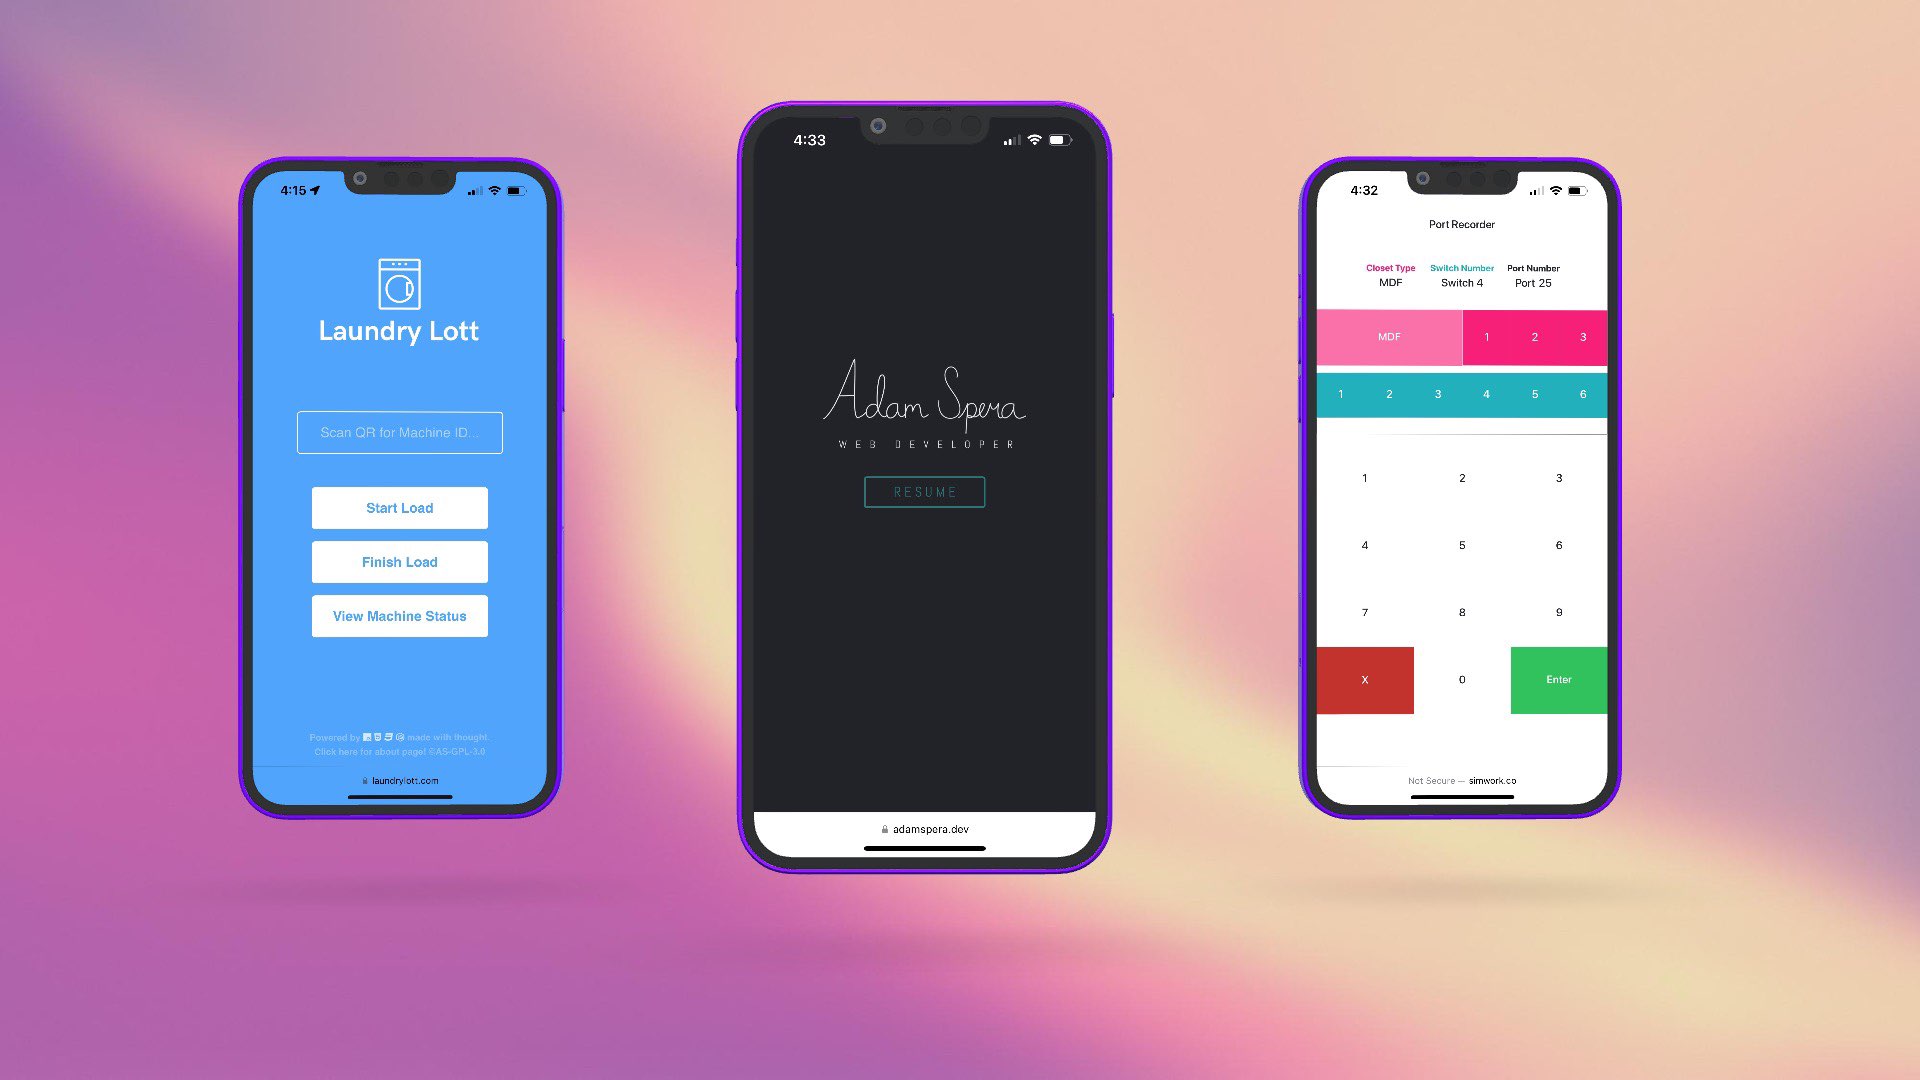 4:15
Laundry Lott
Scan QR for Machine ID...
Start Load
Finish Load
View Machine Status
Powered by made with thought.
Click here for about page! ©AS-GPL-3.0
laundrylott.com
4:33
Adam Spera
WEB DEVELOPER
RESUME
adamspera.dev
4:32
Port Recorder
Closet Type Switch Number Port Number
MDF Switch 4 Port 25
MDF 1 2 3
1 2 3 4 5 6
1 2 3
4 5 6
7 8 9
X 0 Enter
Not Secure — simwork.co